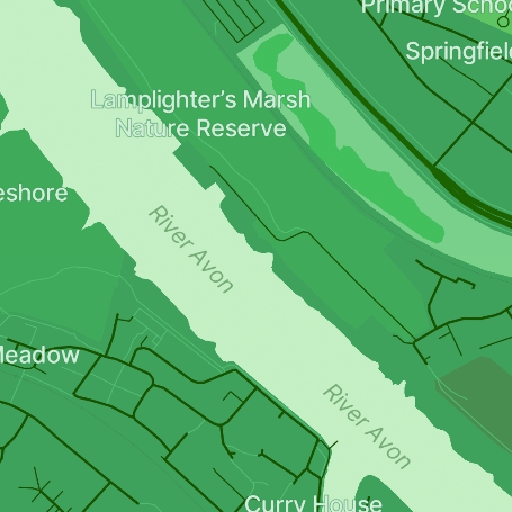 Primary Schoo
Springfiel
Lamplighter's Marsh
Nature Reserve
eshore
River Avon
Meadow
River Avon
Curry House